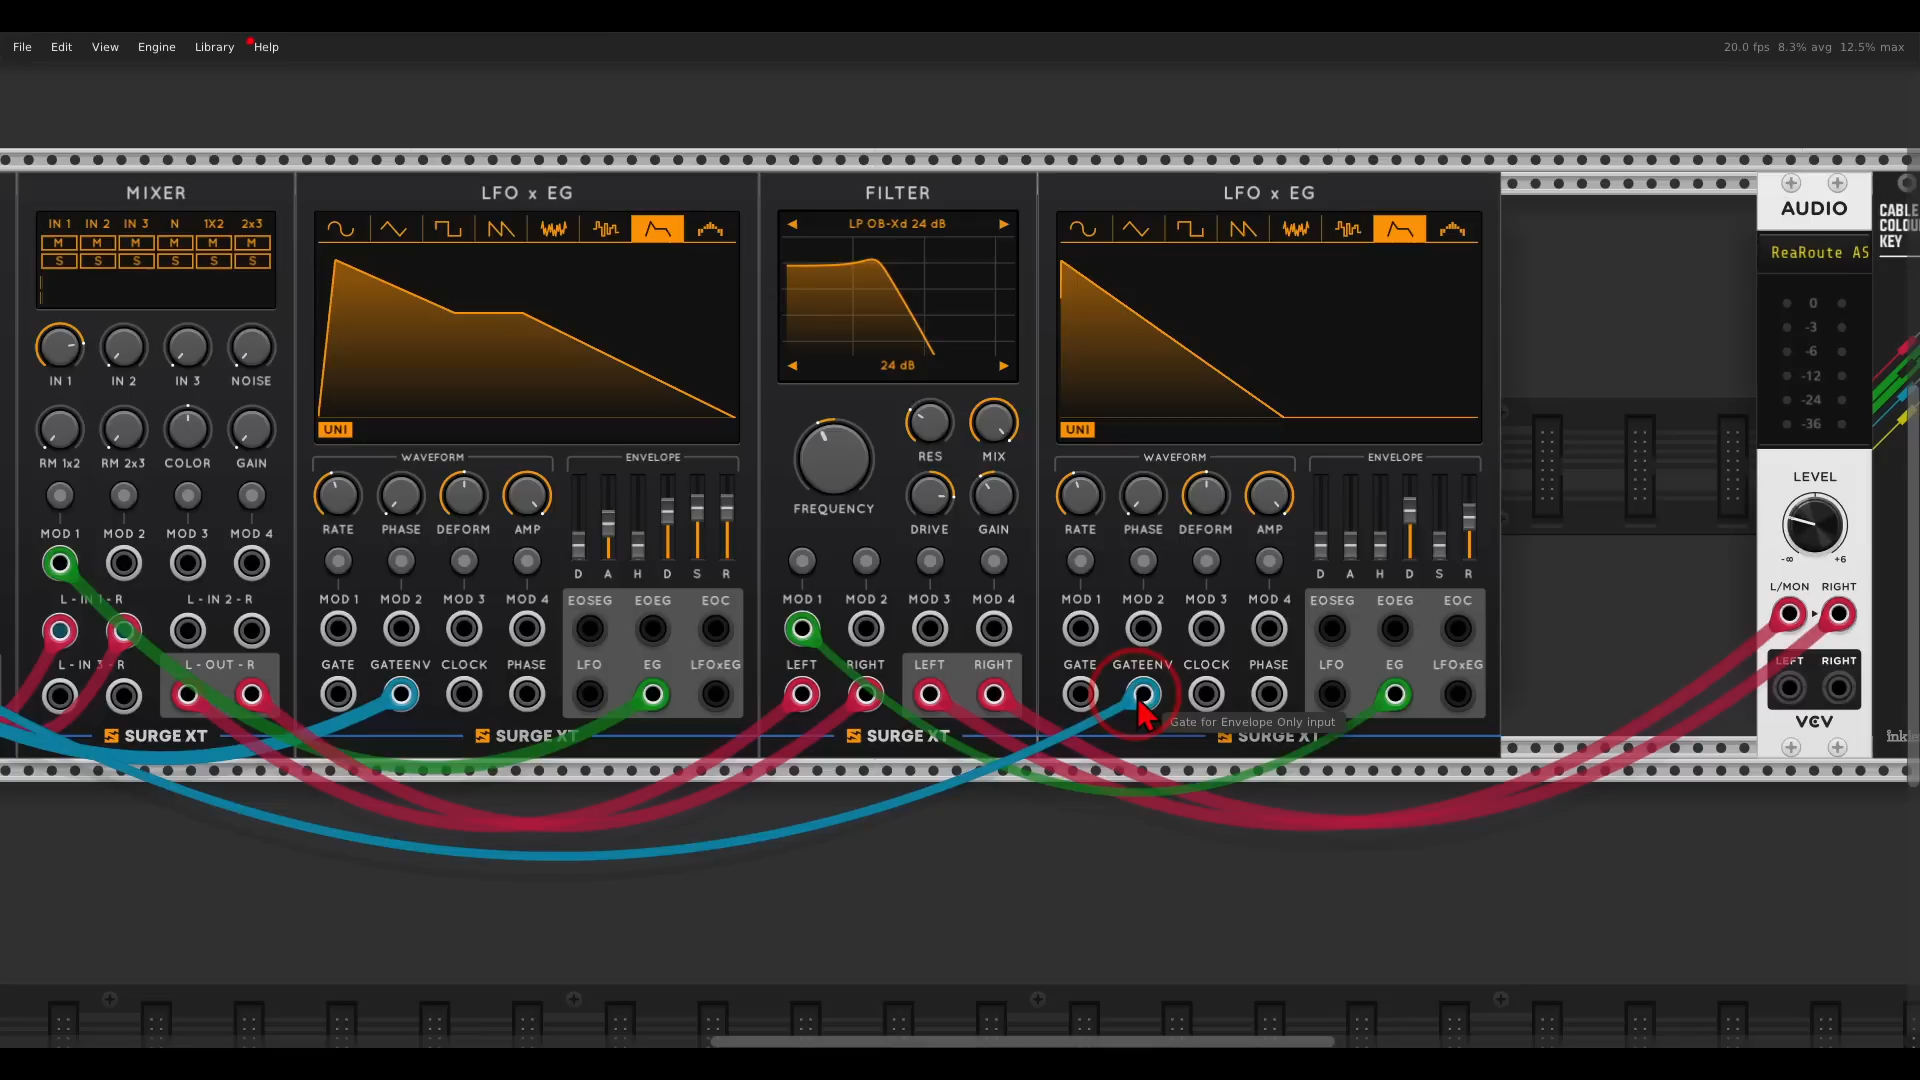 File Edit View Engine Library Help
20.0 fps 8.3% avg 12.5% max
MIXER
IN 1 IN 2 IN 3 N 1X2 2x3
M M M M M M
S S S S S S
IN 1 IN 2 IN 3 NOISE
RM 1x2 RM 2x3 COLOR GAIN
MOD 1 MOD 2 MOD 3 MOD 4
L - IN 1 - R L - IN 2 - R
L - IN 3 - R L - OUT - R
SURGE XT
LFO x EG
UNI
WAVEFORM ENVELOPE
RATE PHASE DEFORM AMP
D A H D S R
MOD 1 MOD 2 MOD 3 MOD 4
EOSEG EOEG EOC
GATE GATEENV CLOCK PHASE
LFO EG LFOxEG
SURGE XT
FILTER
LP OB-Xd 24 dB
24 dB
FREQUENCY
RES MIX
DRIVE GAIN
MOD 1 MOD 2 MOD 3 MOD 4
LEFT RIGHT LEFT RIGHT
SURGE XT
LFO x EG
UNI
WAVEFORM ENVELOPE
RATE PHASE DEFORM AMP
D A H D S R
MOD 1 MOD 2 MOD 3 MOD 4
EOSEG EOEG EOC
GATE GATEENV CLOCK PHASE
LFO EG LFOxEG
Gate for Envelope Only input
SURGE XT
AUDIO
ReaRoute AS
0
-3
-6
-12
-24
-36
LEVEL
-∞ +6
L/MON RIGHT
LEFT RIGHT
VCV
CABLE
COLOU
KEY